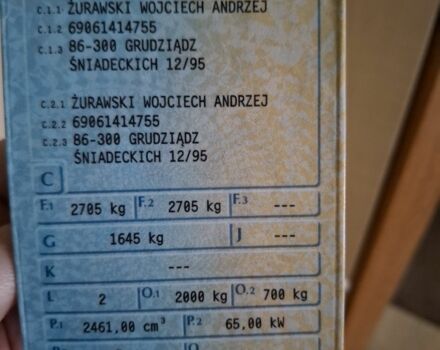 C.1.1 ŻURAWSKI WOJCIECH ANDRZEJ
C.1.2 69061414755
C.1.3 86-300 GRUDZIĄDZ
ŚNIADECKICH 12/95
C.2.1 ŻURAWSKI WOJCIECH ANDRZEJ
C.2.2 69061414755
C.2.3 86-300 GRUDZIĄDZ
ŚNIADECKICH 12/95
C
F.1 2705 kg F.2 2705 kg F.3 ---
G 1645 kg J ---
K ---
L 2 O.1 2000 kg O.2 700 kg
P.1 2461,00 cm³ P.2 65,00 kW